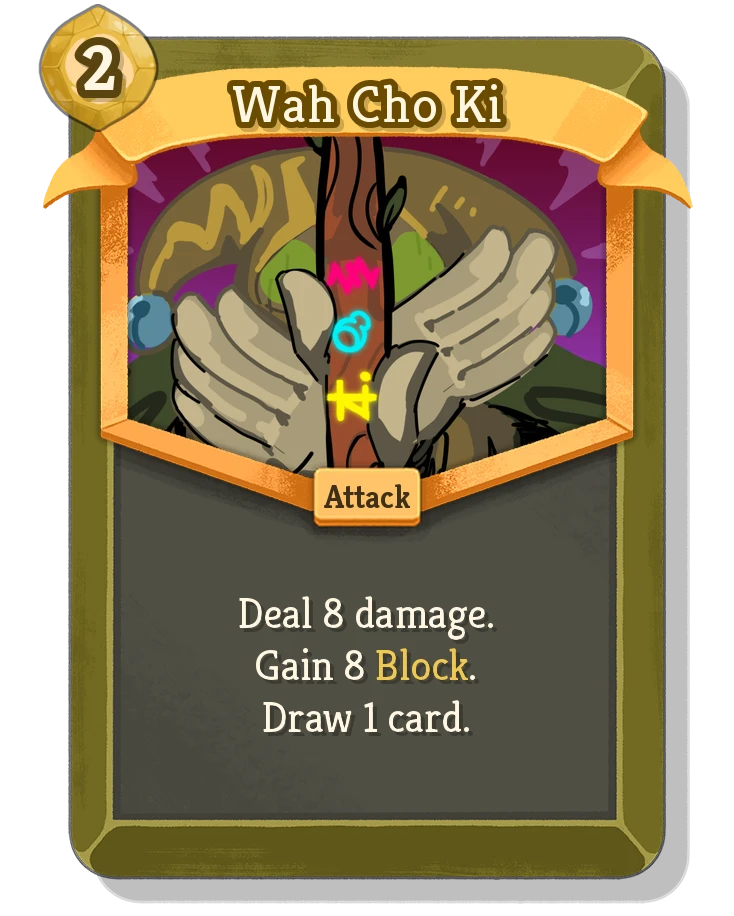 2
Wah Cho Ki
Attack
Deal 8 damage.
Gain 8 Block.
Draw 1 card.